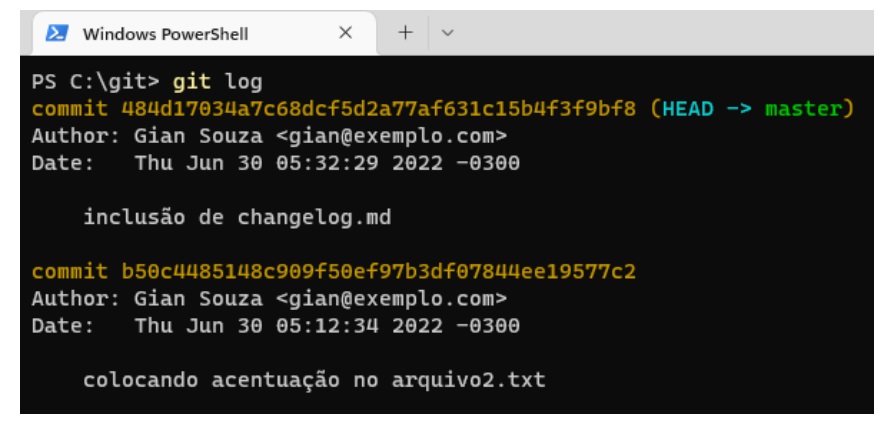 Windows PowerShell
PS C:\git> git log
commit 484d17034a7c68dcf5d2a77af631c15b4f3f9bf8 (HEAD -> master)
Author: Gian Souza <gian@exemplo.com>
Date:   Thu Jun 30 05:32:29 2022 -0300
inclusão de changelog.md
commit b50c4485148c909f50ef97b3df07844ee19577c2
Author: Gian Souza <gian@exemplo.com>
Date:   Thu Jun 30 05:12:34 2022 -0300
colocando acentuação no arquivo2.txt